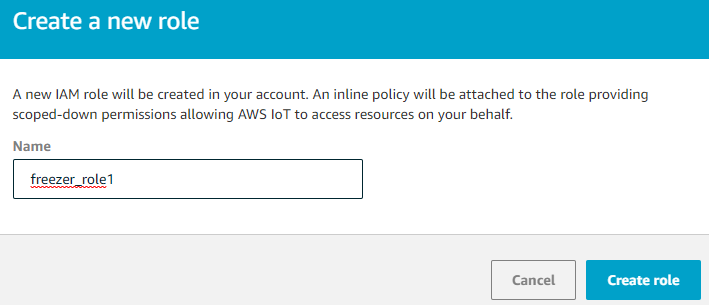 Create a new role
A new IAM role will be created in your account. An inline policy will be attached to the role providing
scoped-down permissions allowing AWS IoT to access resources on your behalf.
Name
freezer_role1
Cancel
Create role